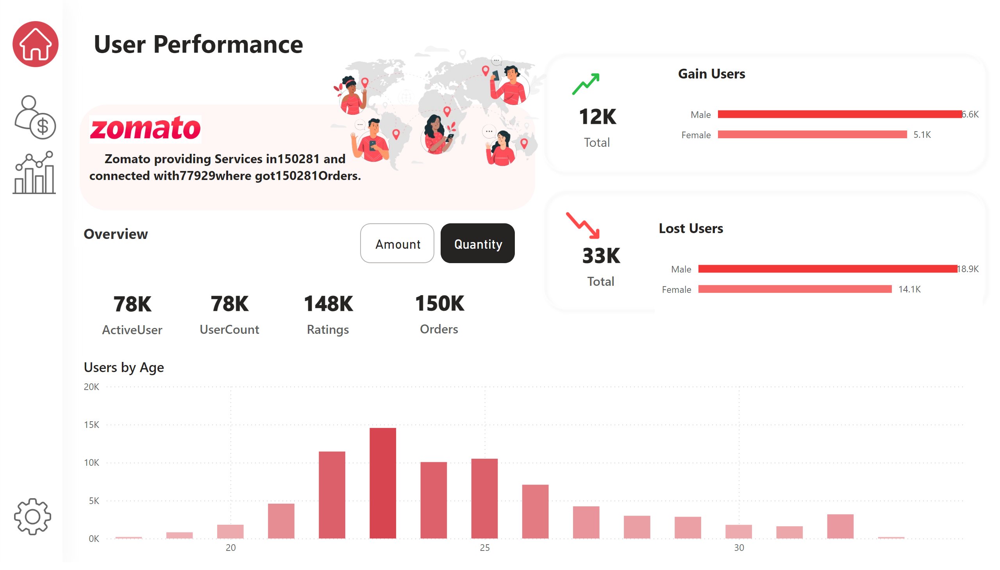 User Performance
zomato
Zomato providing Services in150281 and
connected with77929where got150281Orders.
Gain Users
12K
Total
Male 6.6K
Female 5.1K
Lost Users
33K
Total
Male 18.9K
Female 14.1K
Overview
Amount
Quantity
78K
ActiveUser
78K
UserCount
148K
Ratings
150K
Orders
Users by Age
20K
15K
10K
5K
0K
20 25 30